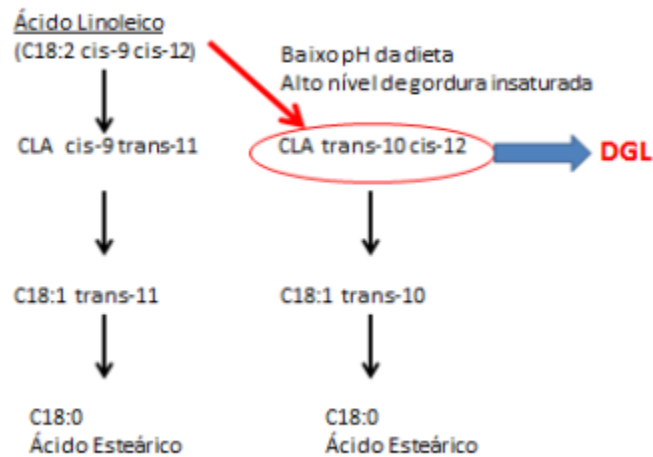 Ácido Linoleico
(C18:2 cis-9 cis-12)
Baixo pH da dieta
Alto nível de gordura insaturada
CLA cis-9 trans-11
CLA trans-10 cis-12
DGL
C18:1 trans-11
C18:1 trans-10
C18:0
Ácido Esteárico
C18:0
Ácido Esteárico